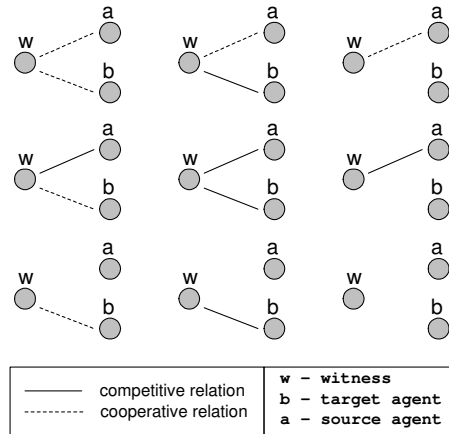 a a a
w w w
b b b
a a a
w w w
b b b
a a a
w w w
b b b
competitive relation
cooperative relation
w – witness
b – target agent
a – source agent